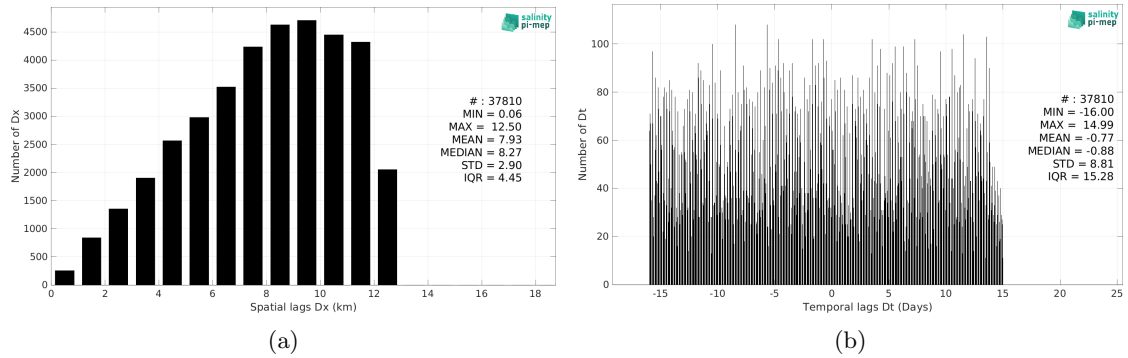 salinity
pi-mep
4500
4000
3500
3000
2500
2000
1500
1000
500
0
Number of Dx
# : 37810
MIN = 0.06
MAX = 12.50
MEAN = 7.93
MEDIAN = 8.27
STD = 2.90
IQR = 4.45
0 2 4 6 8 10 12 14 16 18
Spatial lags Dx (km)
(a)
salinity
pi-mep
100
80
60
40
20
0
Number of Dt
# : 37810
MIN = -16.00
MAX = 14.99
MEAN = -0.77
MEDIAN = -0.88
STD = 8.81
IQR = 15.28
-15 -10 -5 0 5 10 15 20 25
Temporal lags Dt (Days)
(b)